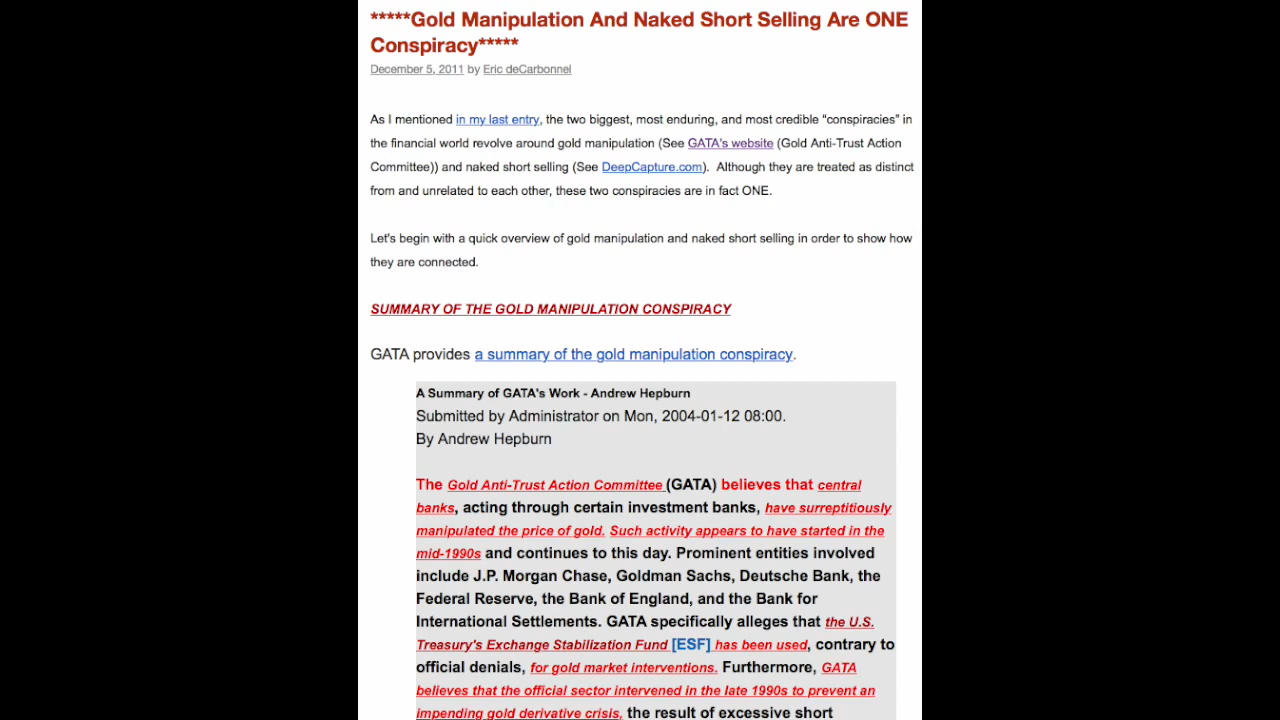 *****Gold Manipulation And Naked Short Selling Are ONE
Conspiracy*****
December 5, 2011 by Eric deCarbonnel
As I mentioned in my last entry, the two biggest, most enduring, and most credible “conspiracies” in
the financial world revolve around gold manipulation (See GATA's website (Gold Anti-Trust Action
Committee)) and naked short selling (See DeepCapture.com).  Although they are treated as distinct
from and unrelated to each other, these two conspiracies are in fact ONE.
Let's begin with a quick overview of gold manipulation and naked short selling in order to show how
they are connected.
SUMMARY OF THE GOLD MANIPULATION CONSPIRACY
GATA provides a summary of the gold manipulation conspiracy.
A Summary of GATA's Work - Andrew Hepburn
Submitted by Administrator on Mon, 2004-01-12 08:00.
By Andrew Hepburn
The Gold Anti-Trust Action Committee (GATA) believes that central
banks, acting through certain investment banks, have surreptitiously
manipulated the price of gold. Such activity appears to have started in the
mid-1990s and continues to this day. Prominent entities involved
include J.P. Morgan Chase, Goldman Sachs, Deutsche Bank, the
Federal Reserve, the Bank of England, and the Bank for
International Settlements. GATA specifically alleges that the U.S.
Treasury's Exchange Stabilization Fund [ESF] has been used, contrary to
official denials, for gold market interventions. Furthermore, GATA
believes that the official sector intervened in the late 1990s to prevent an
impending gold derivative crisis, the result of excessive short